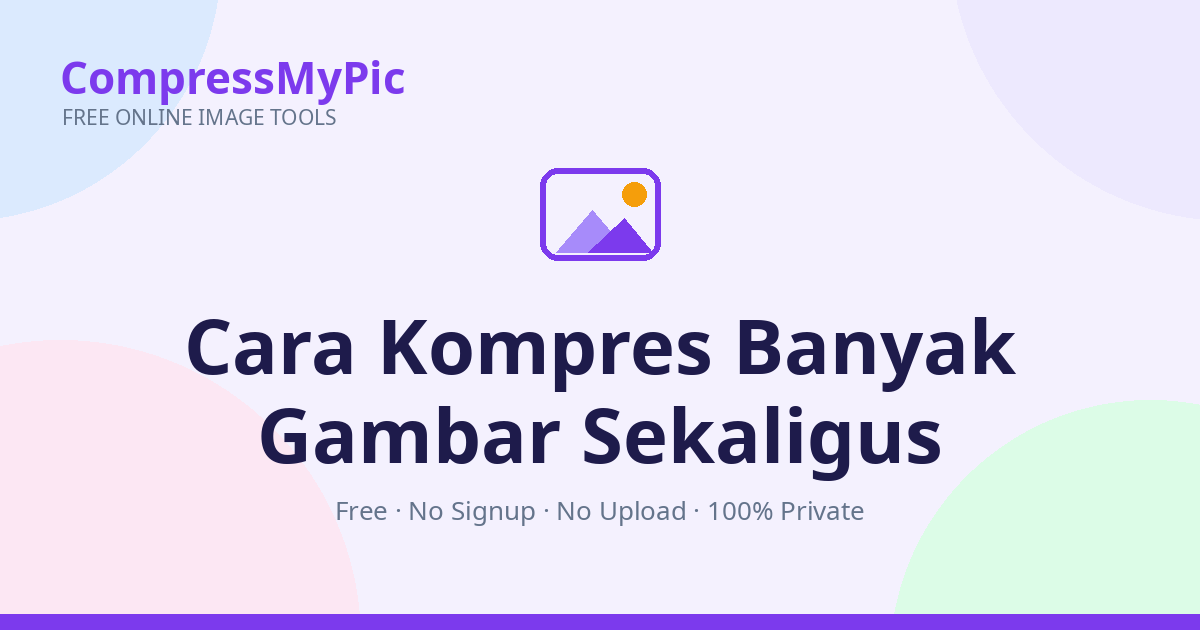 CompressMyPic
FREE ONLINE IMAGE TOOLS
Cara Kompres Banyak
Gambar Sekaligus
Free · No Signup · No Upload · 100% Private